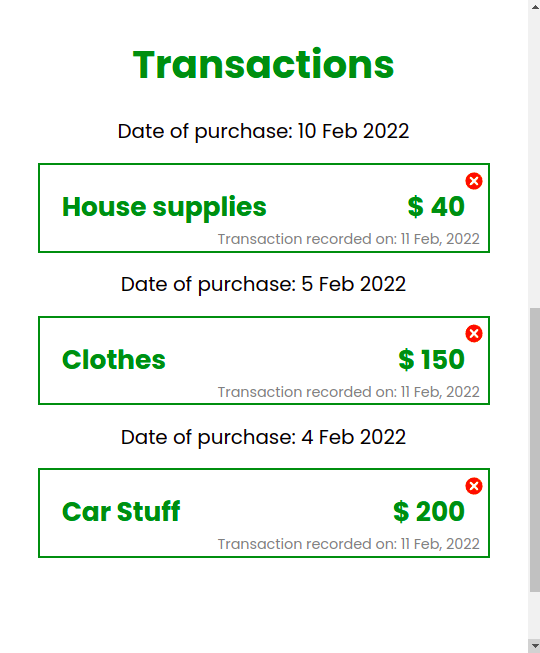 Transactions
Date of purchase: 10 Feb 2022
House supplies $ 40
Transaction recorded on: 11 Feb, 2022
Date of purchase: 5 Feb 2022
Clothes $ 150
Transaction recorded on: 11 Feb, 2022
Date of purchase: 4 Feb 2022
Car Stuff $ 200
Transaction recorded on: 11 Feb, 2022